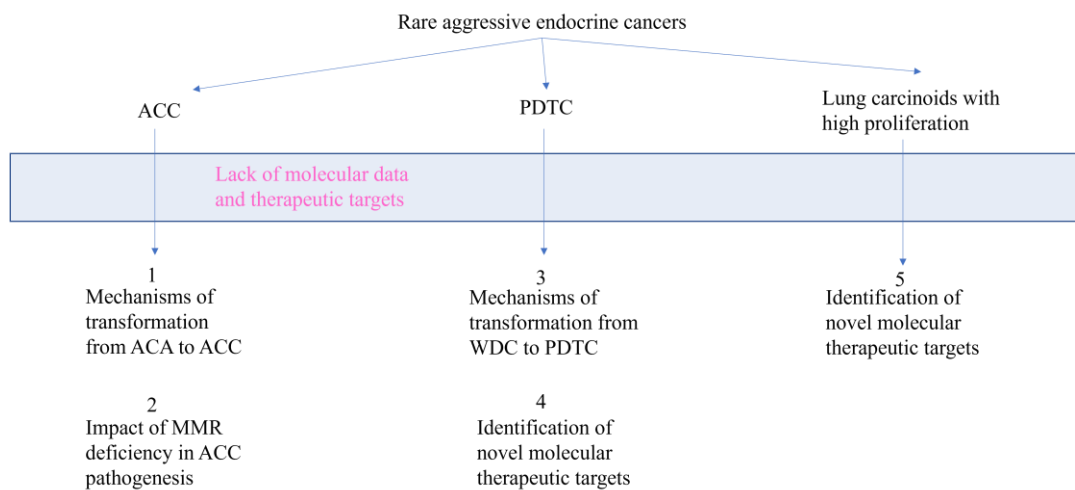 Rare aggressive endocrine cancers
ACC
PDTC
Lung carcinoids with
high proliferation
Lack of molecular data
and therapeutic targets
1
Mechanisms of
transformation
from ACA to ACC
3
Mechanisms of
transformation from
WDC to PDTC
5
Identification of
novel molecular
therapeutic targets
2
Impact of MMR
deficiency in ACC
pathogenesis
4
Identification of
novel molecular
therapeutic targets